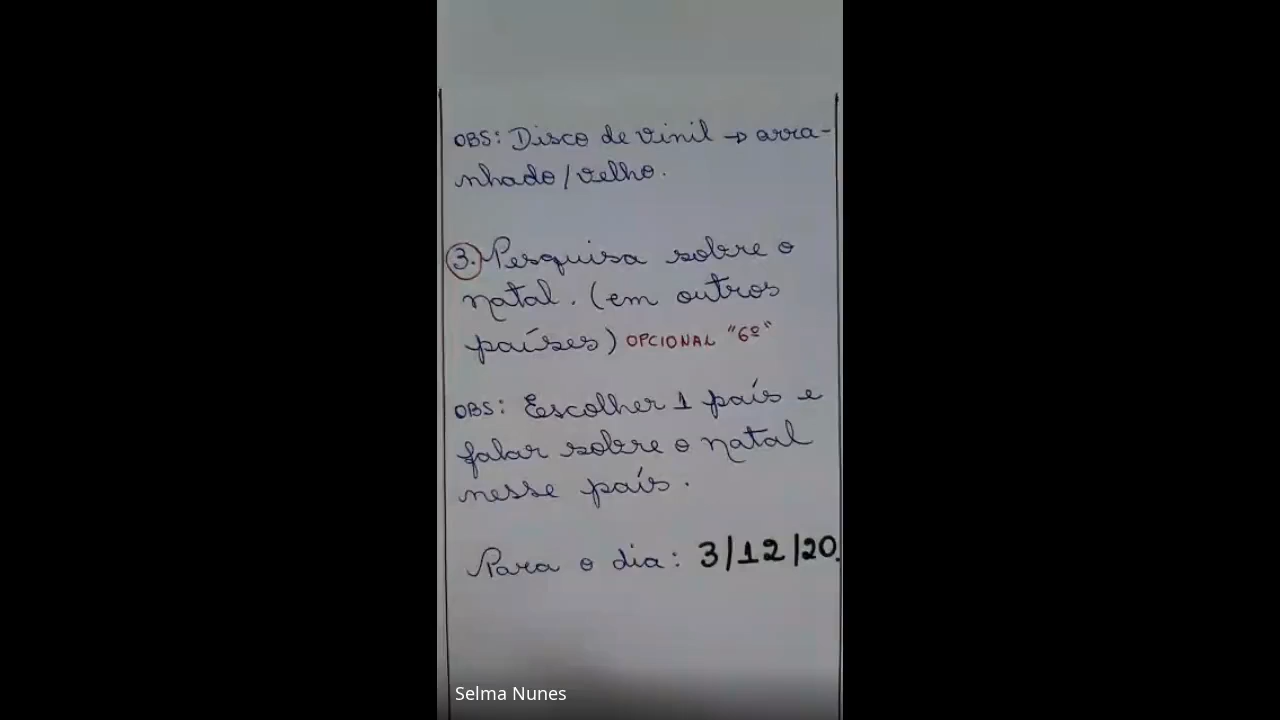 OBS: Disco de vinil → arra-
nhado/velho.
3. Pesquisa sobre o
natal. (em outros
países) OPCIONAL "6º"
OBS: Escolher 1 país e
falar sobre o natal
nesse país.
Para o dia: 3/12/20.
Selma Nunes